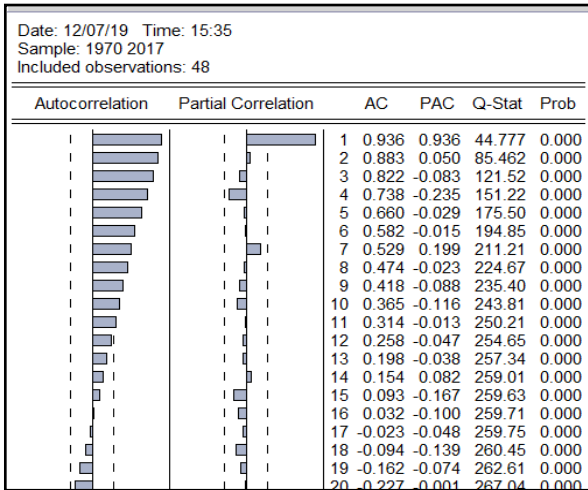 Date: 12/07/19 Time: 15:35
Sample: 1970 2017
Included observations: 48
Autocorrelation Partial Correlation AC PAC Q-Stat Prob
1 0.936 0.936 44.777 0.000
2 0.883 0.050 85.462 0.000
3 0.822 -0.083 121.52 0.000
4 0.738 -0.235 151.22 0.000
5 0.660 -0.029 175.50 0.000
6 0.582 -0.015 194.85 0.000
7 0.529 0.199 211.21 0.000
8 0.474 -0.023 224.67 0.000
9 0.418 -0.088 235.40 0.000
10 0.365 -0.116 243.81 0.000
11 0.314 -0.013 250.21 0.000
12 0.258 -0.047 254.65 0.000
13 0.198 -0.038 257.34 0.000
14 0.154 0.082 259.01 0.000
15 0.093 -0.167 259.63 0.000
16 0.032 -0.100 259.71 0.000
17 -0.023 -0.048 259.75 0.000
18 -0.094 -0.139 260.45 0.000
19 -0.162 -0.074 262.61 0.000
20 -0.227 -0.001 267.04 0.000